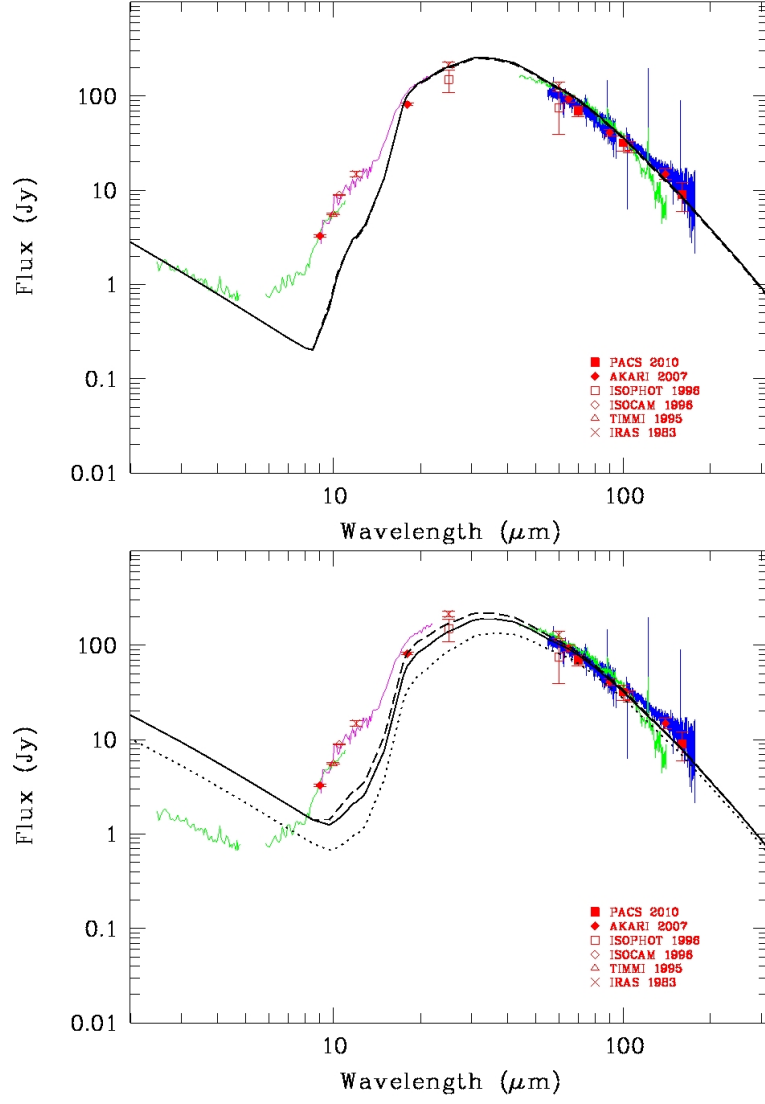 100
10
1
0.1
0.01
Flux (Jy)
10
100
Wavelength (μm)
PACS 2010
AKARI 2007
ISOPHOT 1996
ISOCAM 1996
TIMMI 1995
IRAS 1983
100
10
1
0.1
0.01
Flux (Jy)
10
100
Wavelength (μm)
PACS 2010
AKARI 2007
ISOPHOT 1996
ISOCAM 1996
TIMMI 1995
IRAS 1983